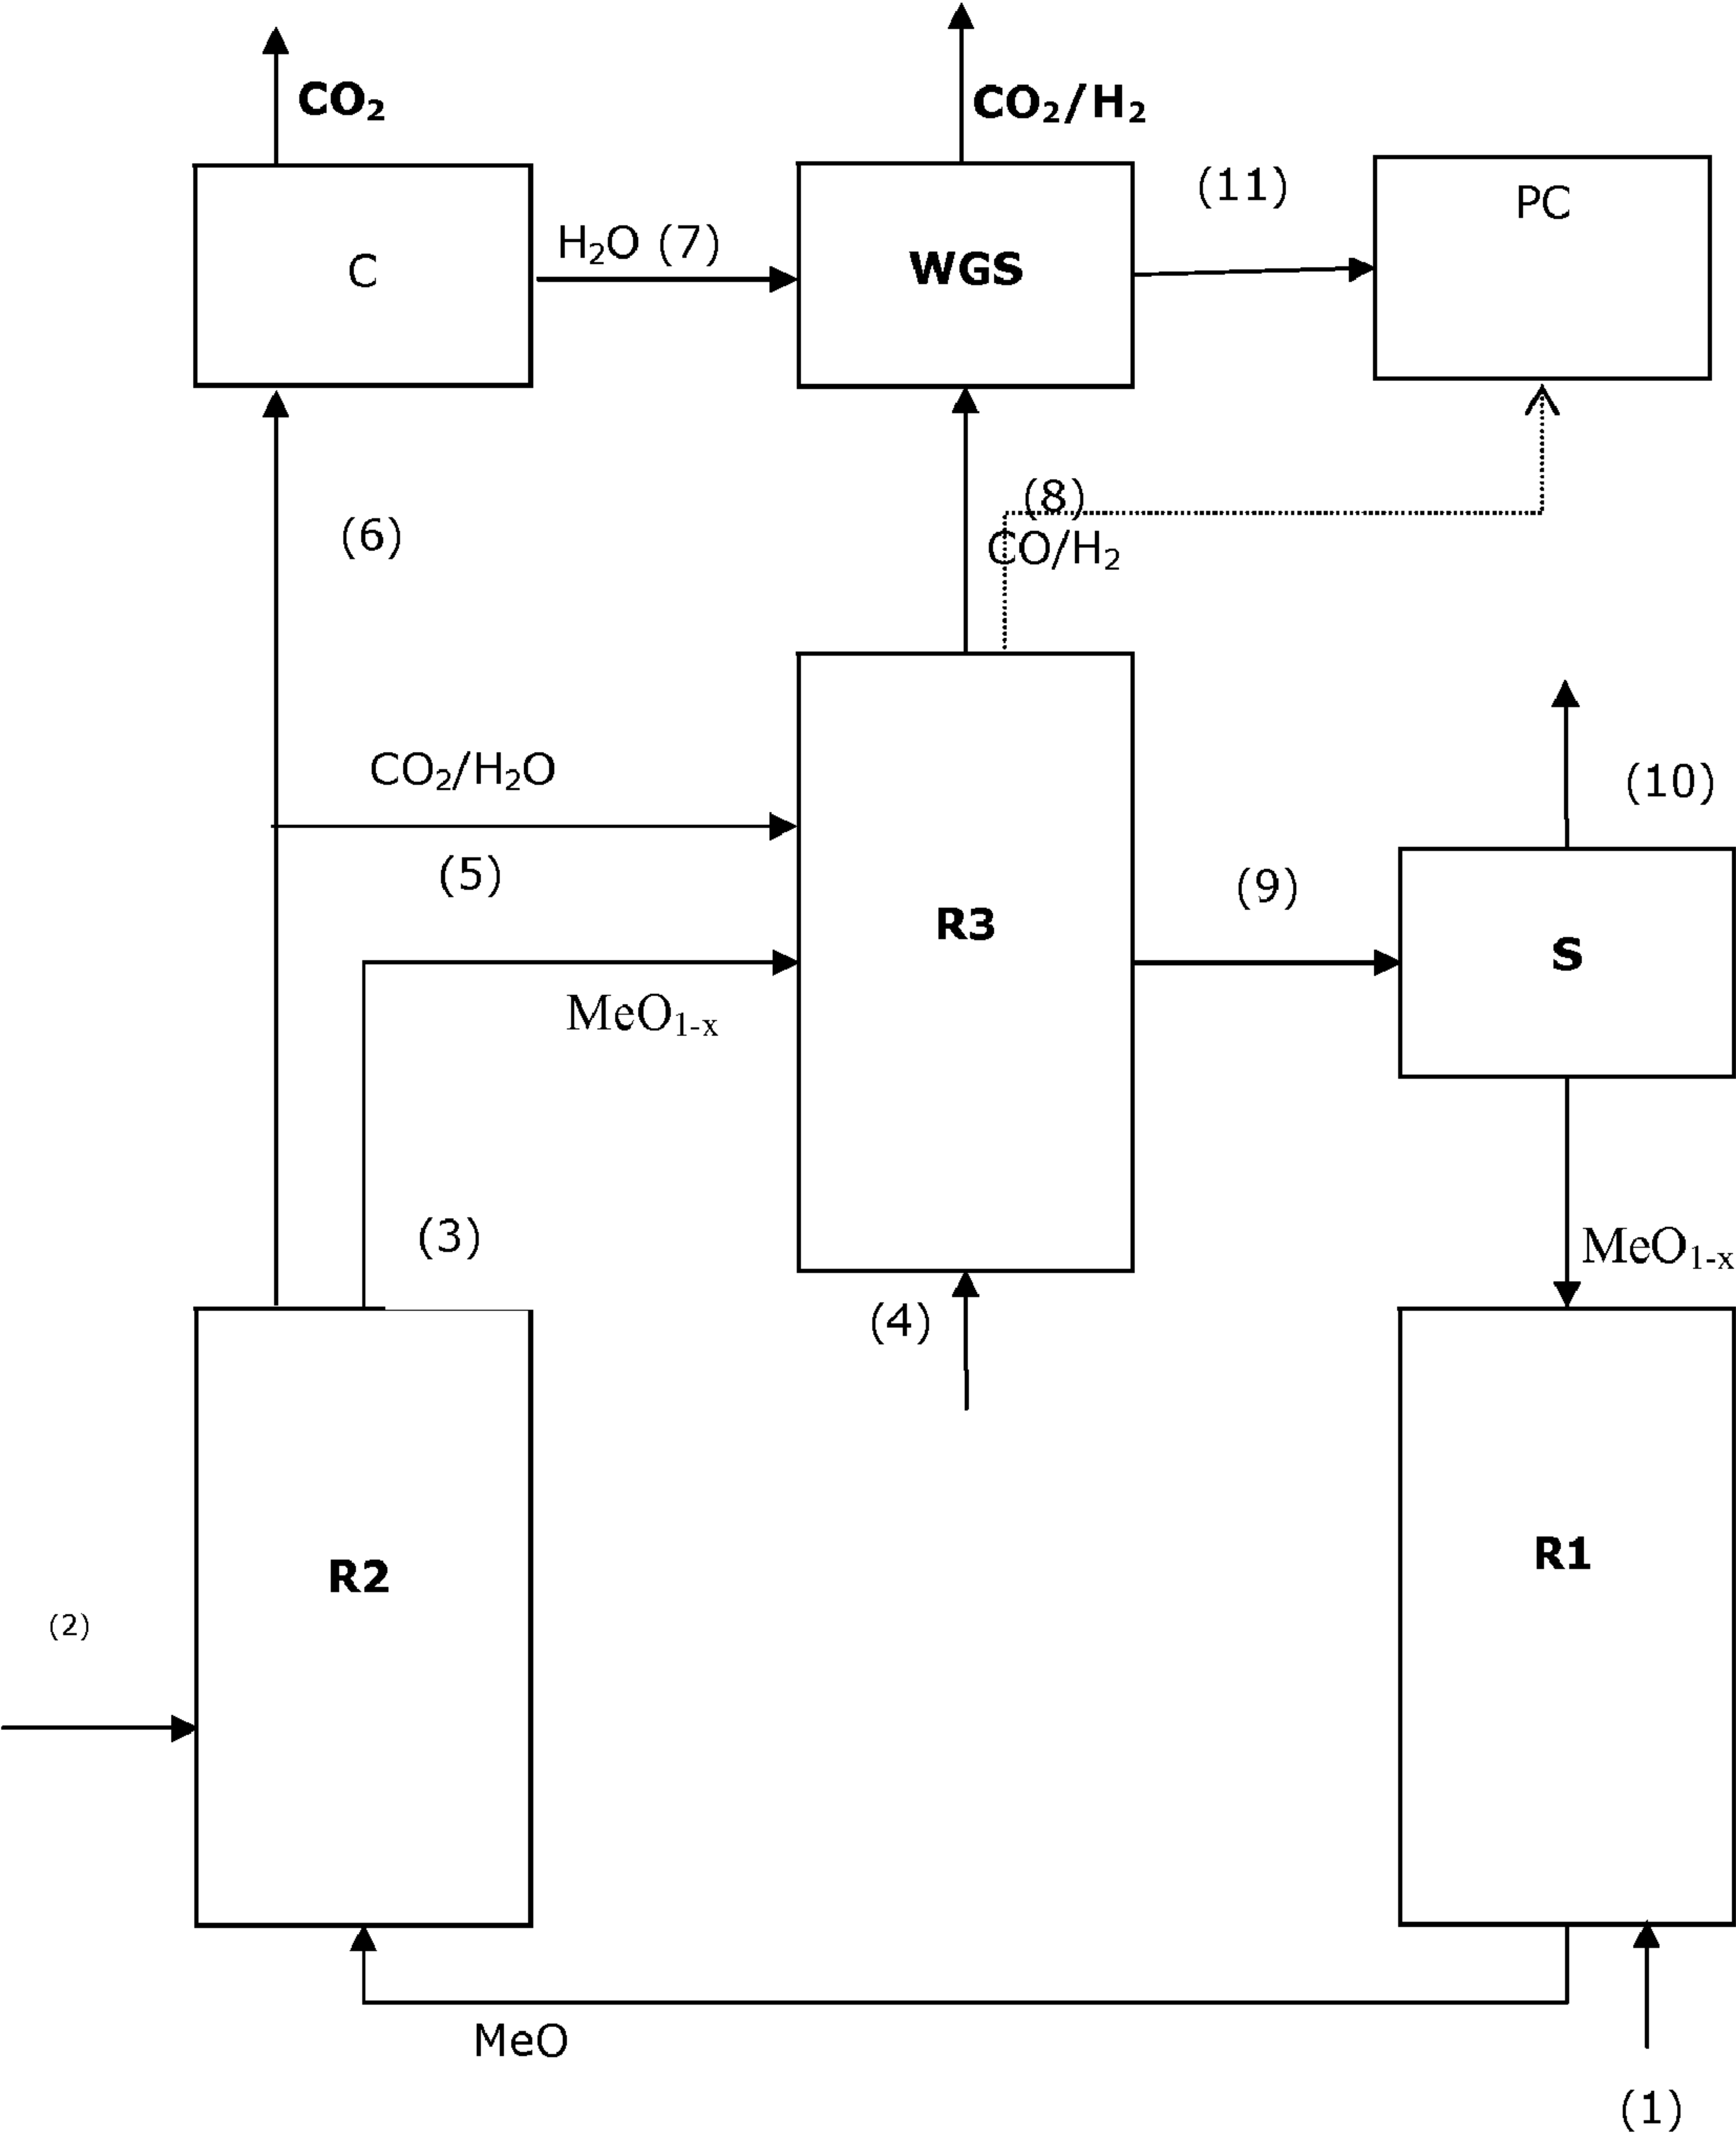 CO₂
CO₂/H₂
(11)
PC
H₂O (7)
C
WGS
(6)
(8)
CO/H₂
CO₂/H₂O
(10)
(5)
(9)
R3
S
MeO₁₋ₓ
(3)
MeO₁₋ₓ
(4)
R1
R2
(2)
MeO
(1)